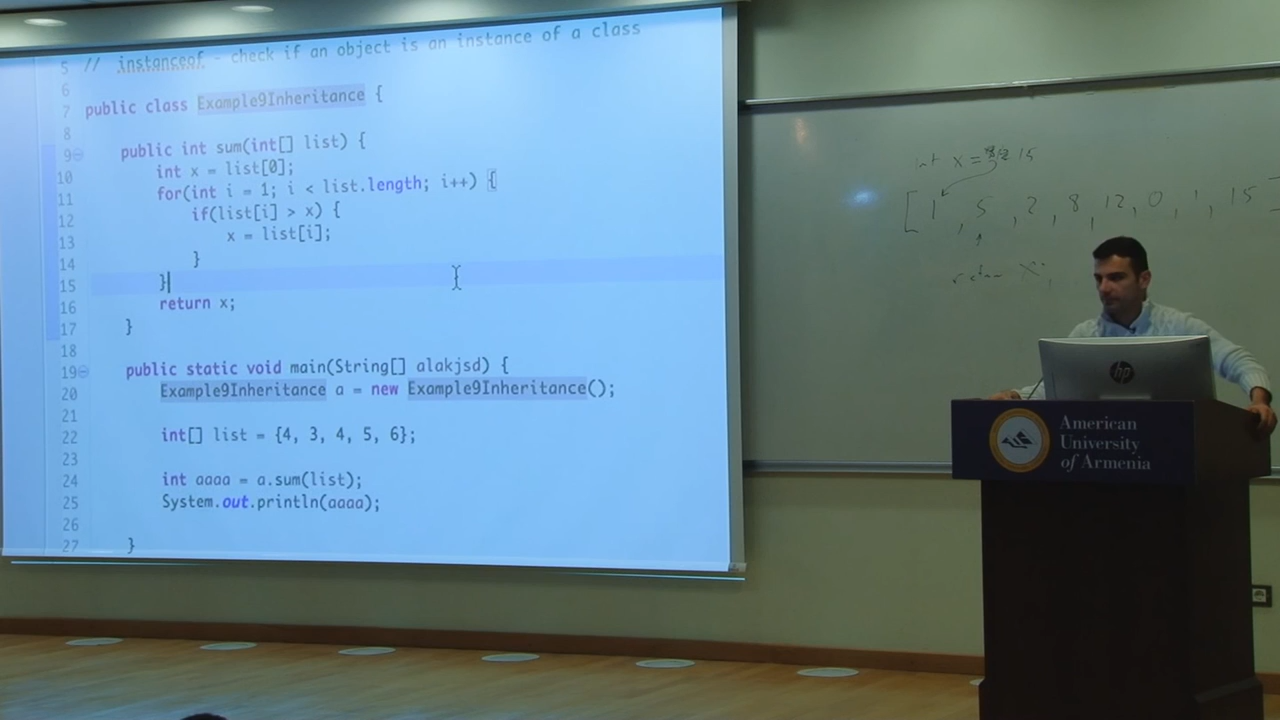 5 // instanceof - check if an object is an instance of a class
6
7 public class Example9Inheritance {
8
9 public int sum(int[] list) {
10 int x = list[0];
11 for(int i = 1; i < list.length; i++) {
12 if(list[i] > x) {
13 x = list[i];
14 }
15 }
16 return x;
17 }
18
19 public static void main(String[] alakjsd) {
20 Example9Inheritance a = new Example9Inheritance();
21
22 int[] list = {4, 3, 4, 5, 6};
23
24 int aaaa = a.sum(list);
25 System.out.println(aaaa);
26
27 }
int x = 15
[ 1, 5, 2, 8, 12, 0, 1, 15
return x;
hp
American
University
of Armenia